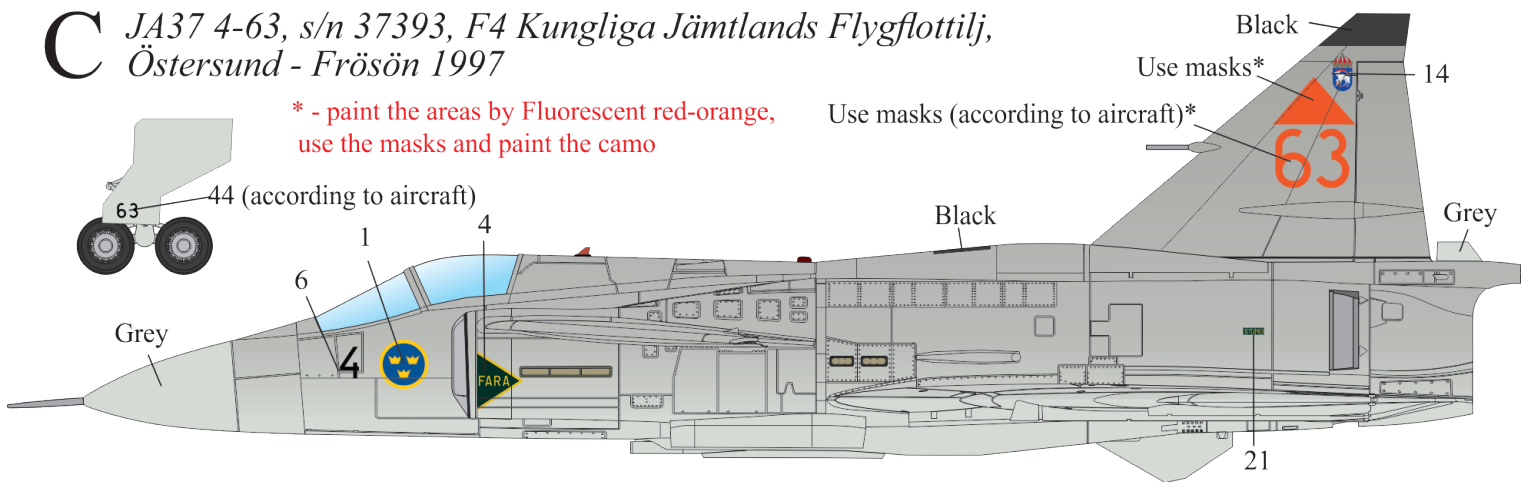 C
JA37 4-63, s/n 37393, F4 Kungliga Jämtlands Flygflottilj,
Östersund - Frösön 1997
* - paint the areas by Fluorescent red-orange,
use the masks and paint the camo
Black
Use masks*
14
Use masks (according to aircraft)*
63
63
44 (according to aircraft)
1
4
Black
Grey
6
Grey
4
FARA
37393
21